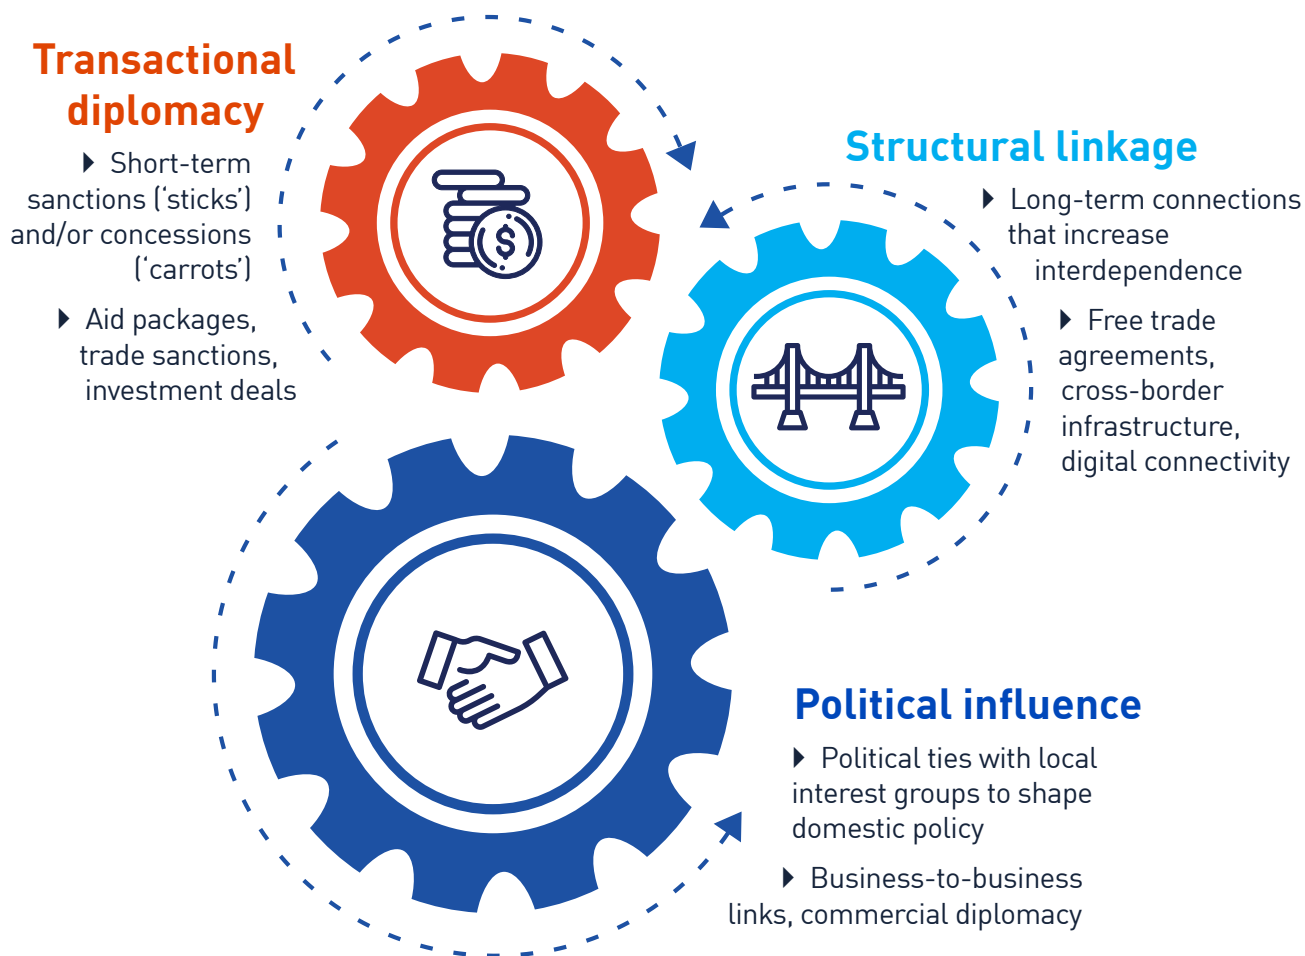 Transactional
diplomacy
Short-term
sanctions (‘sticks’)
and/or concessions
(‘carrots’)
Aid packages,
trade sanctions,
investment deals
$
Structural linkage
Long-term connections
that increase
interdependence
Free trade
agreements,
cross-border
infrastructure,
digital connectivity
Political influence
Political ties with local
interest groups to shape
domestic policy
Business-to-business
links, commercial diplomacy